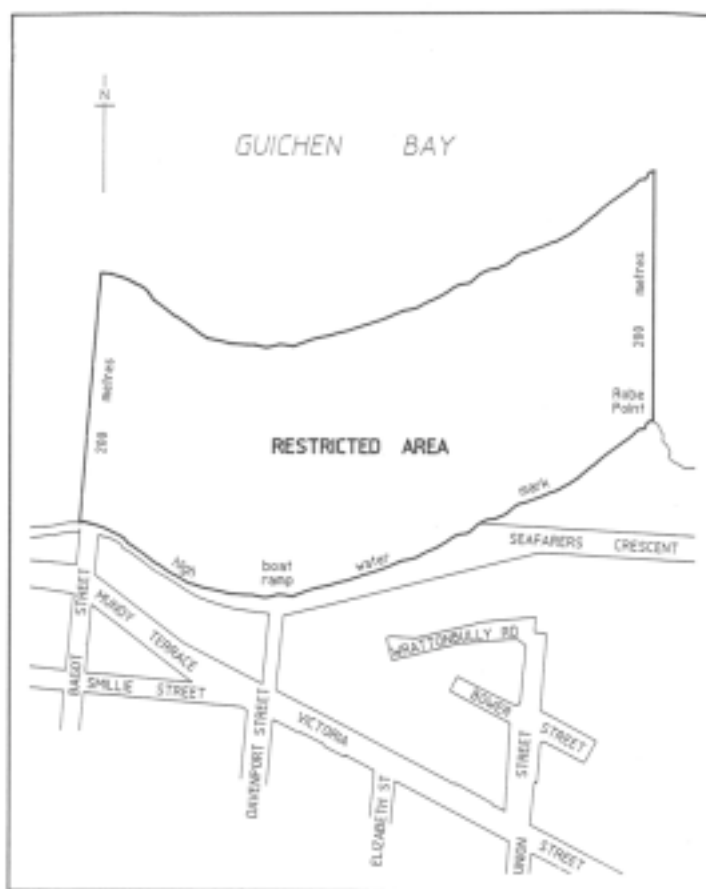 N
GUICHEN BAY
200 metres
200 metres
Robe
Point
RESTRICTED AREA
high water mark
boat
ramp
SEAFARERS CRESCENT
BAGOT STREET
MUNDY TERRACE
SMILLIE STREET
WRATTONBULLY RD
BOWER STREET
DAVENPORT STREET
VICTORIA STREET
ELIZABETH ST
UNION STREET